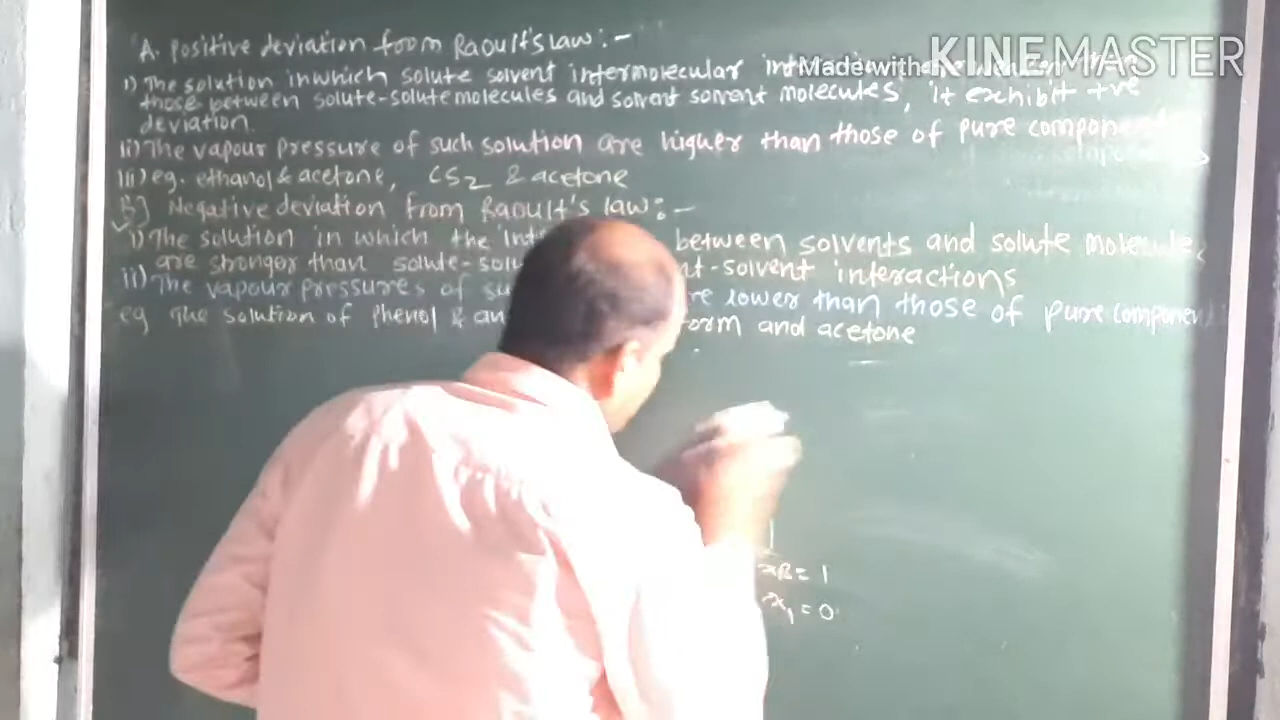 A. Positive deviation from Raoult's law:-
Made with KINEMASTER
i) The solution in which solute solvent intermolecular
those between solute-solute molecules and solvent solvent molecules, it exhibit +ve
deviation.
ii) The vapour pressure of such solution are higher than those of pure
iii) eg. ethanol & acetone, CS2 & acetone
B] Negative deviation from Raoult's law:-
i) The solution in which the between solvents and solute
are stronger than -solvent interactions
ii) The vapour pressures of lower than those of pure
eg The solution of Phenol & and acetone
xB = 1
x1 = 0